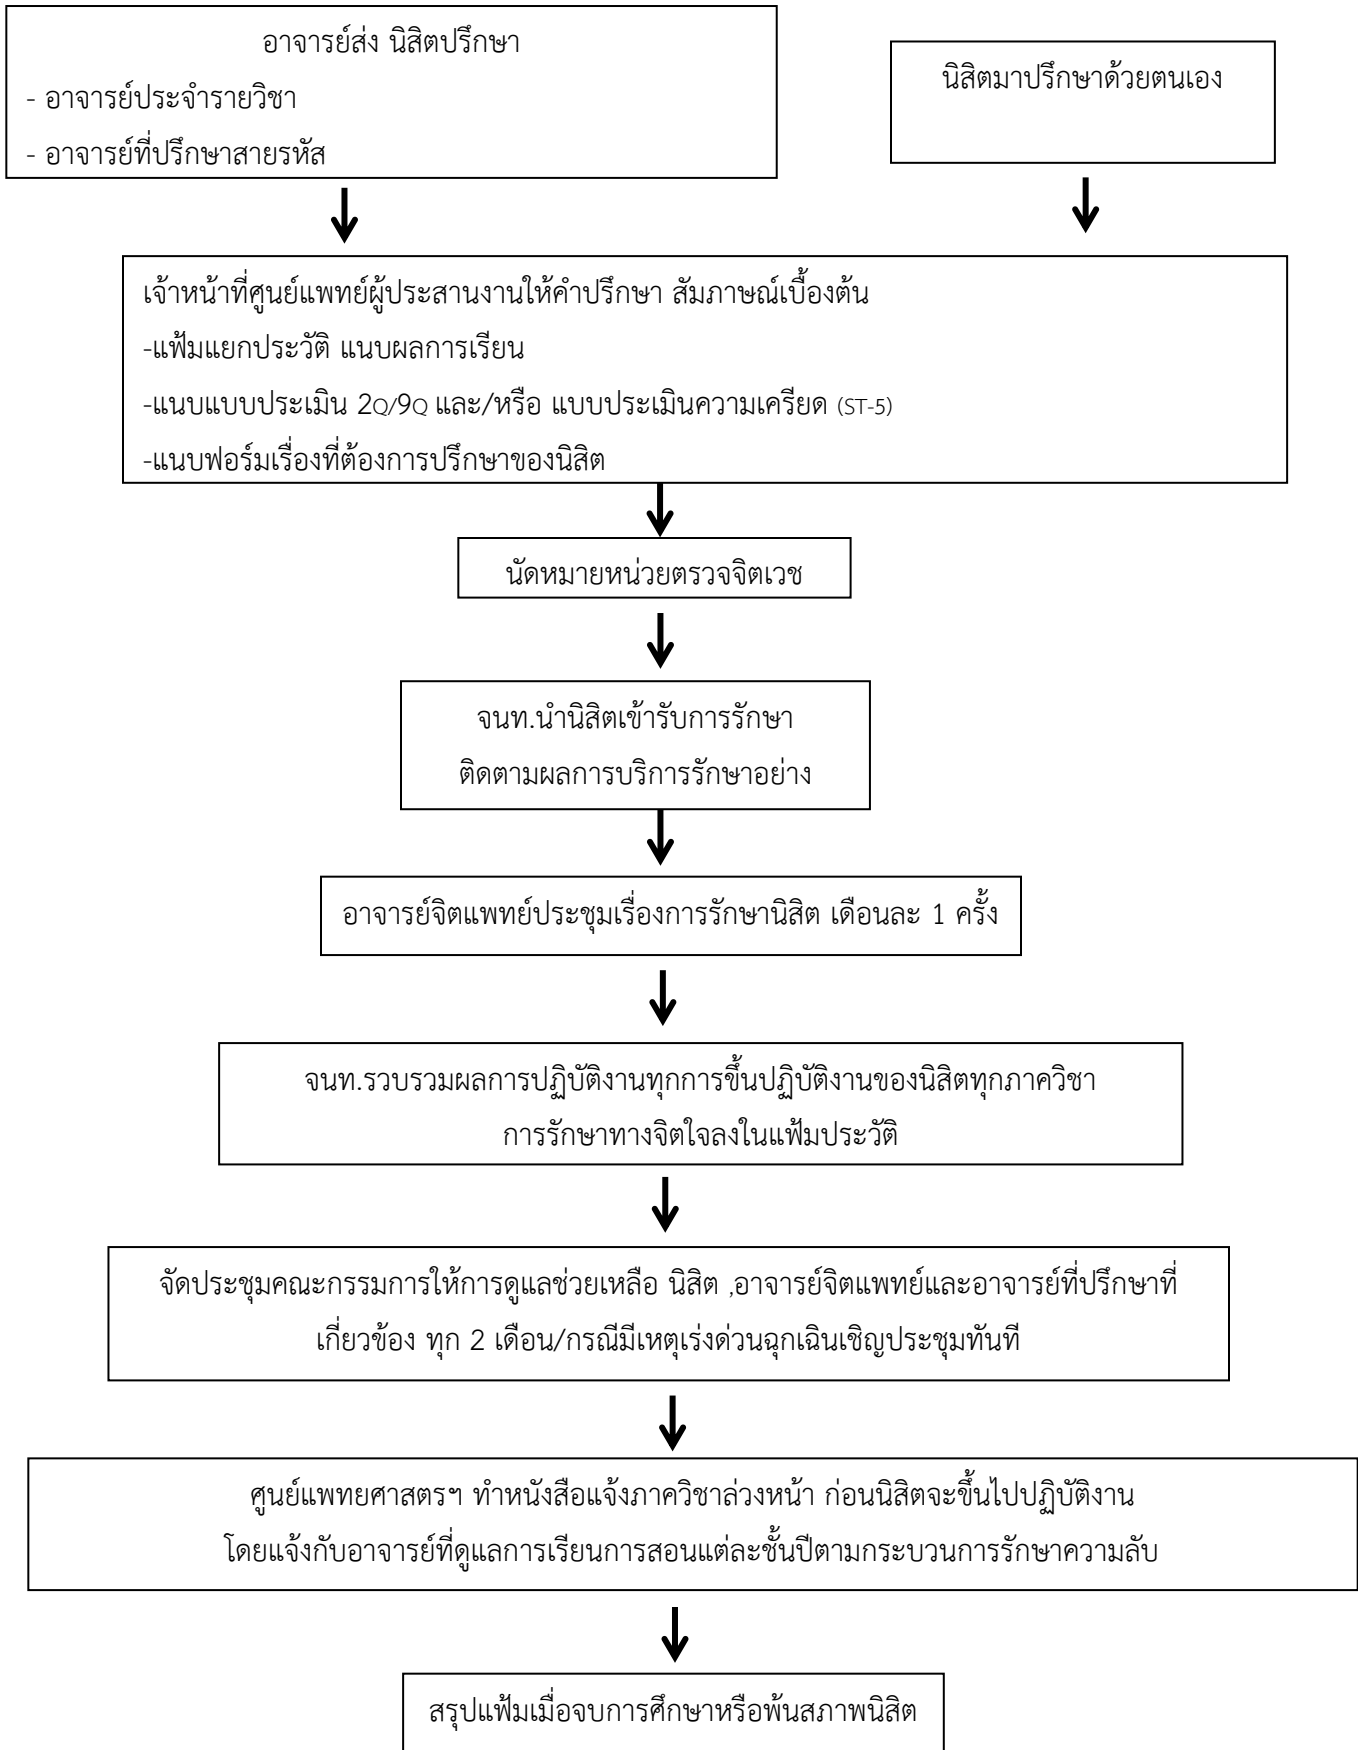 อาจารย์ส่ง นิสิตปรึกษา
- อาจารย์ประจำรายวิชา
- อาจารย์ที่ปรึกษาสายรหัส
นิสิตมาปรึกษาด้วยตนเอง
เจ้าหน้าที่ศูนย์แพทย์ผู้ประสานงานให้คำปรึกษา สัมภาษณ์เบื้องต้น
-แฟ้มแยกประวัติ แนบผลการเรียน
-แนบแบบประเมิน 2Q/9Q และ/หรือ แบบประเมินความเครียด (ST-5)
-แนบฟอร์มเรื่องที่ต้องการปรึกษาของนิสิต
นัดหมายหน่วยตรวจจิตเวช
จนท.นำนิสิตเข้ารับการรักษา
ติดตามผลการบริการรักษาอย่าง
อาจารย์จิตแพทย์ประชุมเรื่องการรักษานิสิต เดือนละ 1 ครั้ง
จนท.รวบรวมผลการปฏิบัติงานทุกการขึ้นปฏิบัติงานของนิสิตทุกภาควิชา
การรักษาทางจิตใจลงในแฟ้มประวัติ
จัดประชุมคณะกรรมการให้การดูแลช่วยเหลือ นิสิต ,อาจารย์จิตแพทย์และอาจารย์ที่ปรึกษาที่
เกี่ยวข้อง ทุก 2 เดือน/กรณีมีเหตุเร่งด่วนฉุกเฉินเชิญประชุมทันที
ศูนย์แพทยศาสตรฯ ทำหนังสือแจ้งภาควิชาล่วงหน้า ก่อนนิสิตจะขึ้นไปปฏิบัติงาน
โดยแจ้งกับอาจารย์ที่ดูแลการเรียนการสอนแต่ละชั้นปีตามกระบวนการรักษาความลับ
สรุปแฟ้มเมื่อจบการศึกษาหรือพ้นสภาพนิสิต